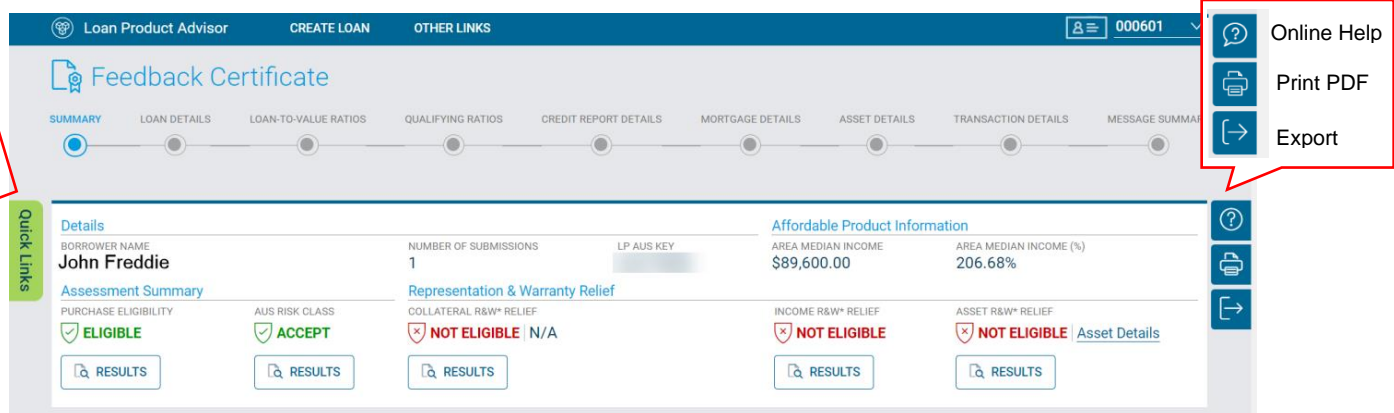 Loan Product Advisor CREATE LOAN OTHER LINKS 000601
Online Help
Print PDF
Export
Feedback Certificate
SUMMARY LOAN DETAILS LOAN-TO-VALUE RATIOS QUALIFYING RATIOS CREDIT REPORT DETAILS MORTGAGE DETAILS ASSET DETAILS TRANSACTION DETAILS MESSAGE SUMMAR
Quick Links
Details Affordable Product Information
BORROWER NAME NUMBER OF SUBMISSIONS LP AUS KEY AREA MEDIAN INCOME AREA MEDIAN INCOME (%)
John Freddie 1 $89,600.00 206.68%
Assessment Summary Representation & Warranty Relief
PURCHASE ELIGIBILITY AUS RISK CLASS COLLATERAL R&W* RELIEF INCOME R&W* RELIEF ASSET R&W* RELIEF
ELIGIBLE ACCEPT NOT ELIGIBLE N/A NOT ELIGIBLE NOT ELIGIBLE Asset Details
RESULTS RESULTS RESULTS RESULTS RESULTS